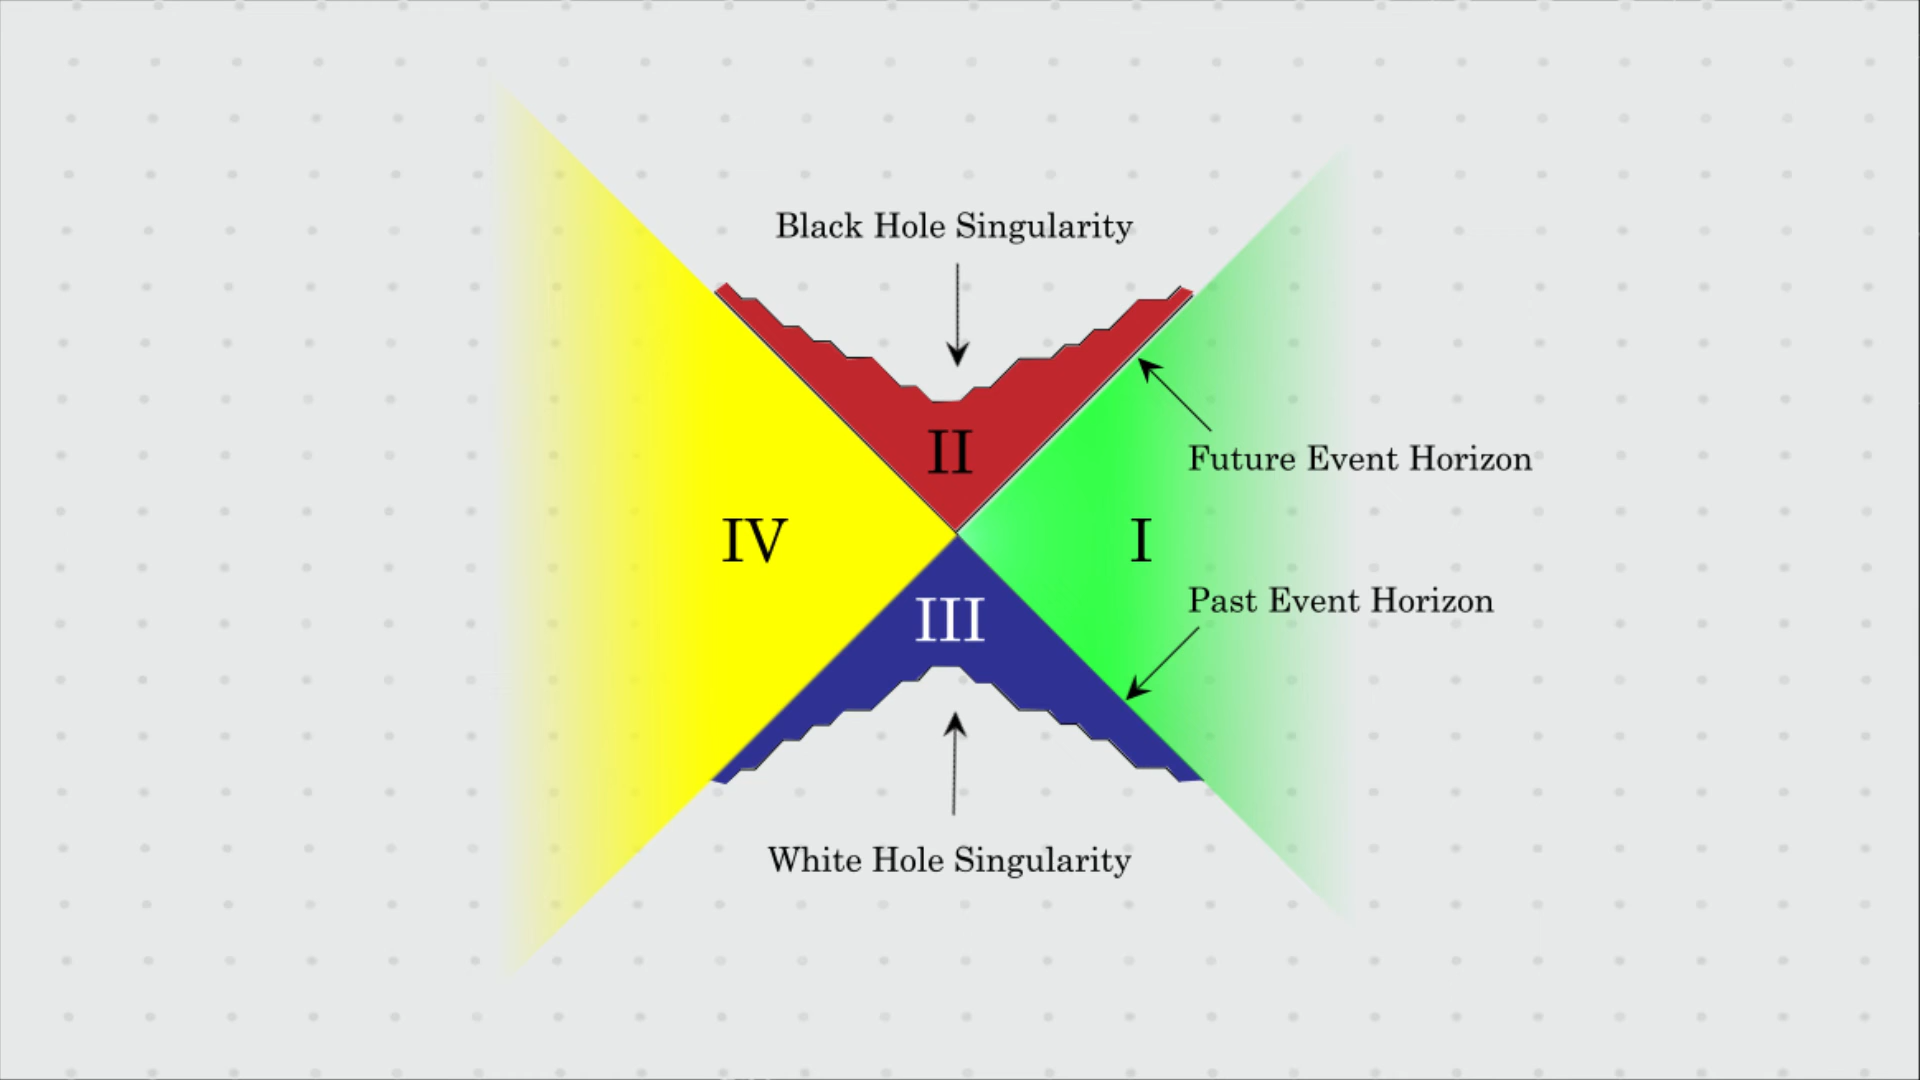 Black Hole Singularity
II
Future Event Horizon
IV
I
Past Event Horizon
III
White Hole Singularity